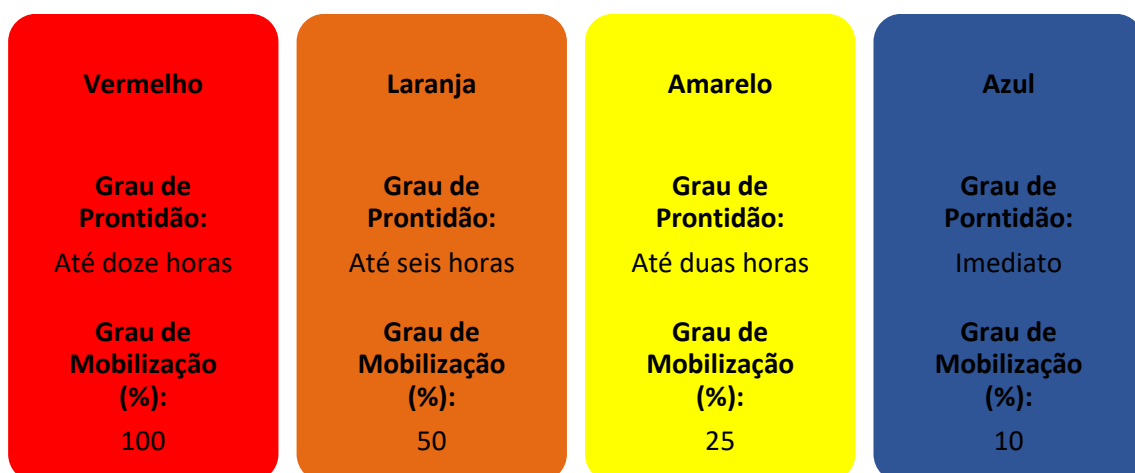 Vermelho
Grau de
Prontidão:
Até doze horas
Grau de
Mobilização
(%):
100
Laranja
Grau de
Prontidão:
Até seis horas
Grau de
Mobilização
(%):
50
Amarelo
Grau de
Prontidão:
Até duas horas
Grau de
Mobilização
(%):
25
Azul
Grau de
Porntidão:
Imediato
Grau de
Mobilização
(%):
10